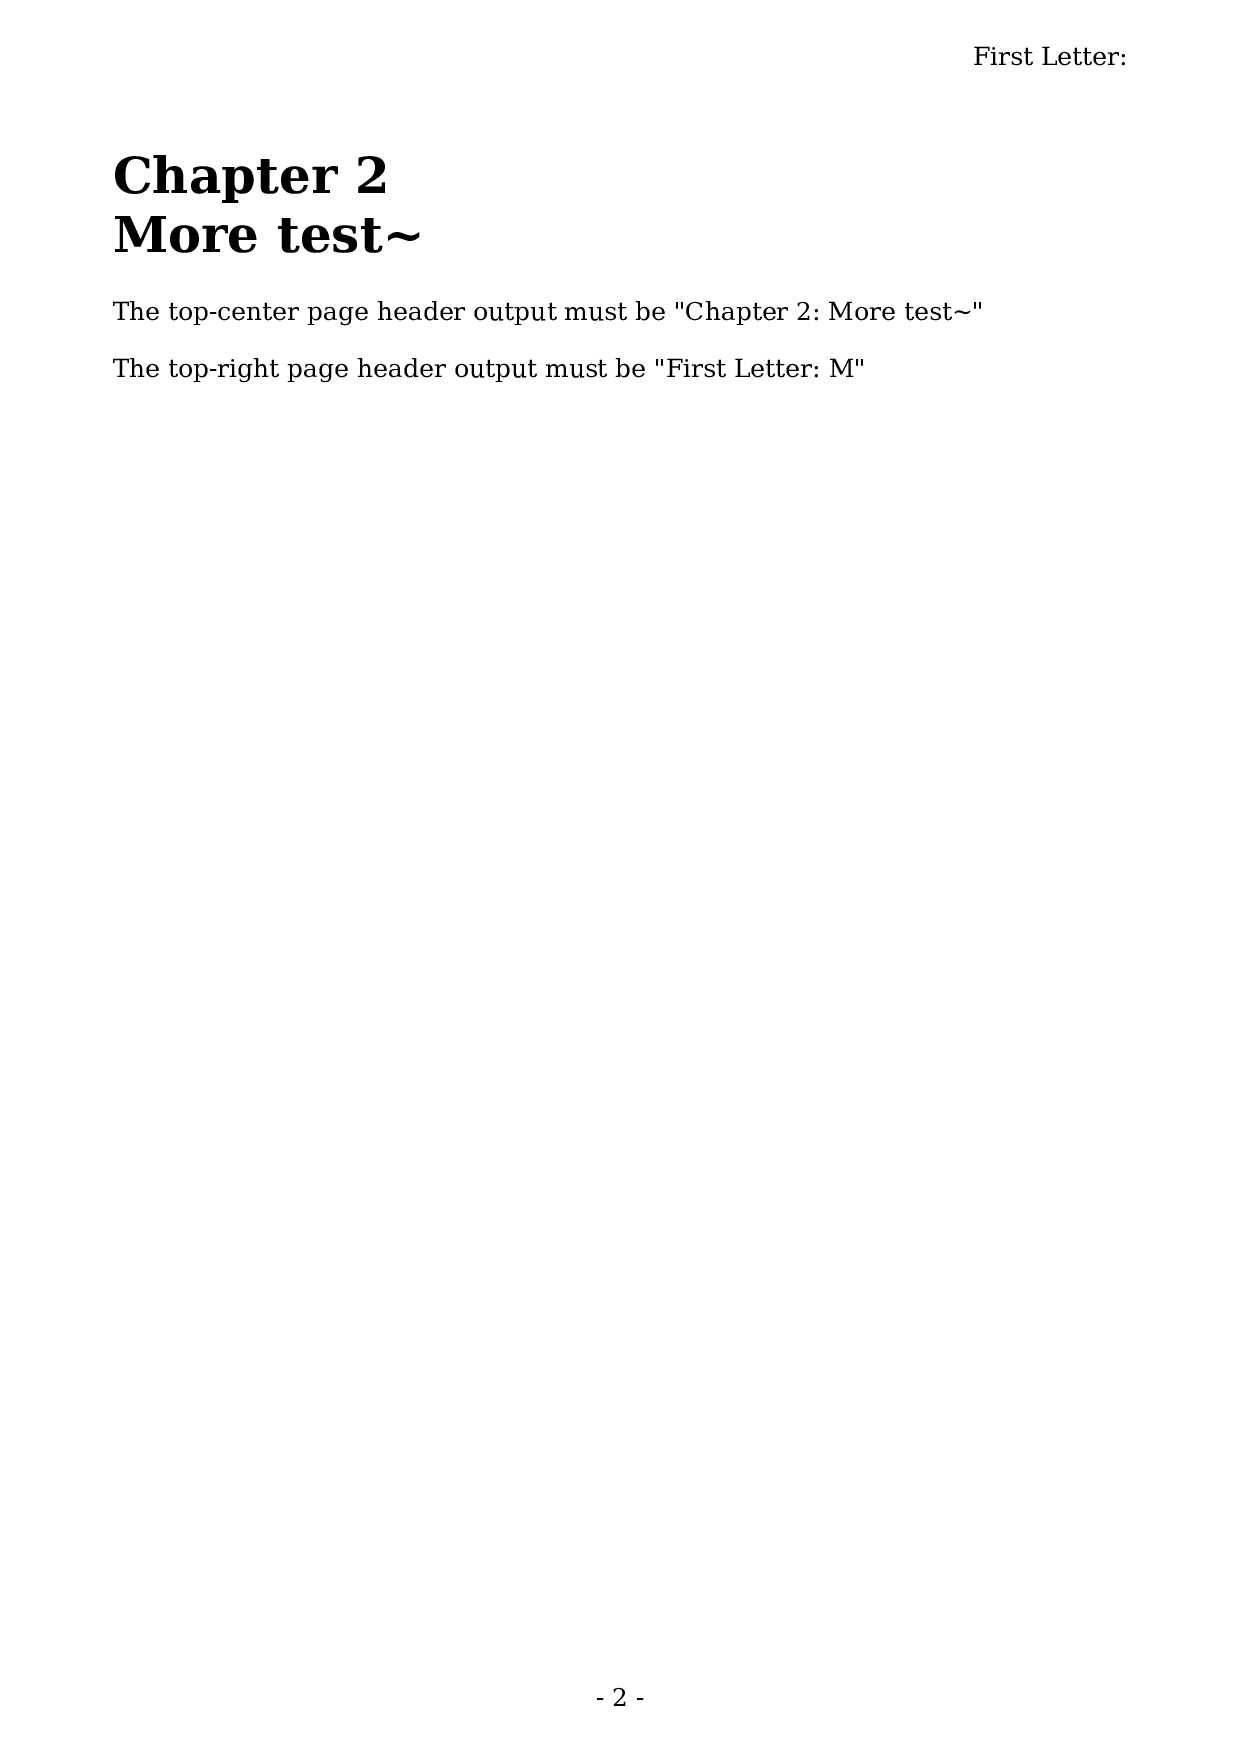 First Letter:
Chapter 2
More test~
The top-center page header output must be "Chapter 2: More test~"
The top-right page header output must be "First Letter: M"
- 2 -